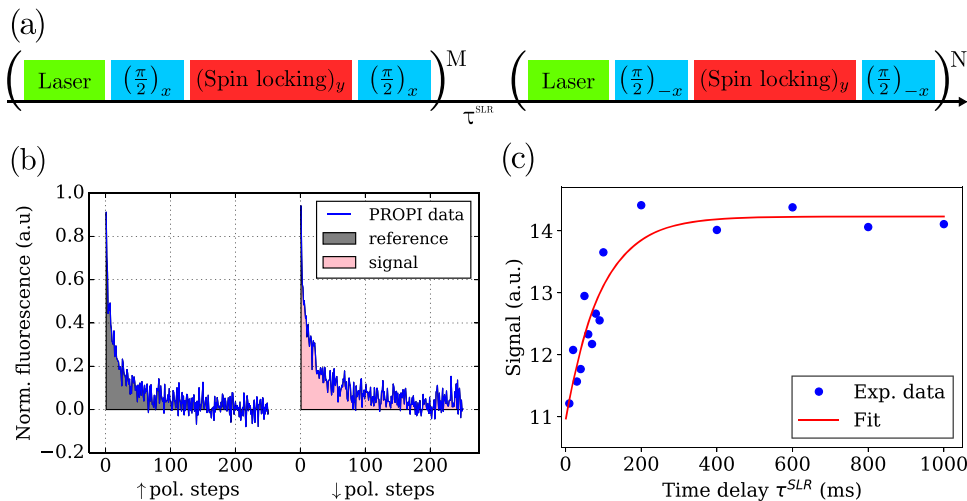 (a)
( Laser (π/2)x (Spin locking)y (π/2)x )M τSLR ( Laser (π/2)−x (Spin locking)y (π/2)−x )N
(b)
Norm. fluorescence (a.u)
1.0
0.8
0.6
0.4
0.2
0.0
−0.2
PROPI data
reference
signal
0 100 200 0 100 200
↑ pol. steps ↓ pol. steps
(c)
Signal (a.u.)
14
13
12
11
Exp. data
Fit
0 200 400 600 800 1000
Time delay τSLR (ms)